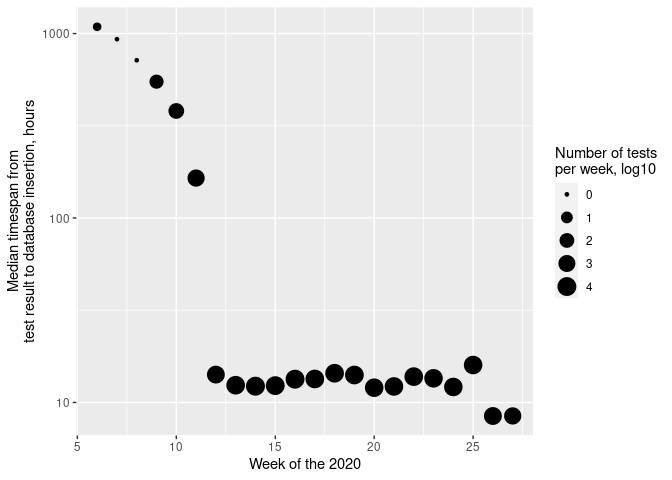 Median timespan from
test result to database insertion, hours
1000
100
10
5
10
15
20
25
Week of the 2020
Number of tests
per week, log10
0
1
2
3
4